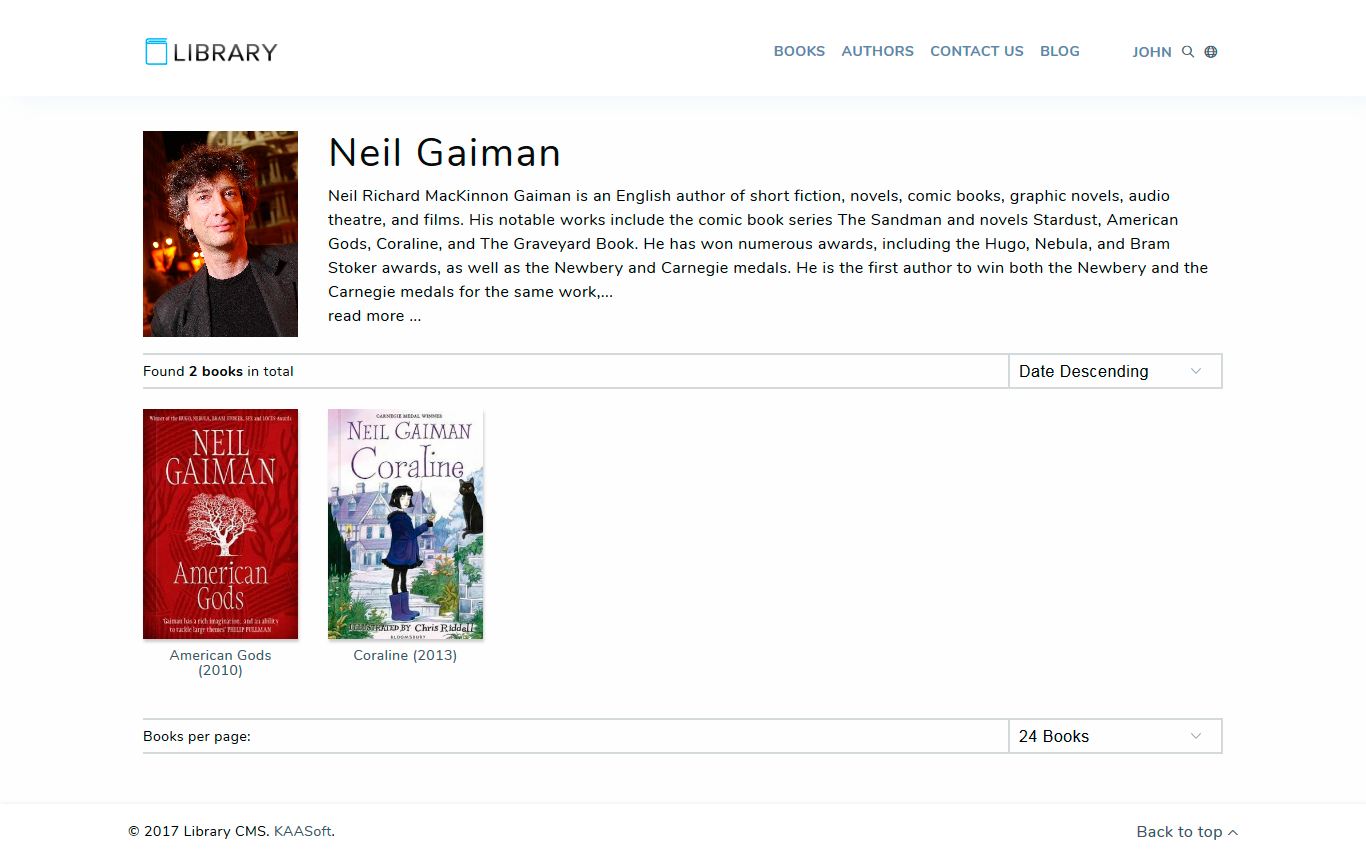 LIBRARY
BOOKS AUTHORS CONTACT US BLOG JOHN
Neil Gaiman
Neil Richard MacKinnon Gaiman is an English author of short fiction, novels, comic books, graphic novels, audio
theatre, and films. His notable works include the comic book series The Sandman and novels Stardust, American
Gods, Coraline, and The Graveyard Book. He has won numerous awards, including the Hugo, Nebula, and Bram
Stoker awards, as well as the Newbery and Carnegie medals. He is the first author to win both the Newbery and the
Carnegie medals for the same work,...
read more ...
Found 2 books in total
Date Descending
Winner of the HUGO, NEBULA, BRAM STOKER, SFX and LOCUS Awards
NEIL
GAIMAN
American
Gods
'Gaiman has a rich imagination, and an ability
to tackle large themes' PHILIP PULLMAN
CARNEGIE MEDAL WINNER
NEIL GAIMAN
Coraline
ILLUSTRATED BY Chris Riddell
BLOOMSBURY
American Gods
(2010)
Coraline (2013)
Books per page:
24 Books
© 2017 Library CMS. KAASoft.
Back to top